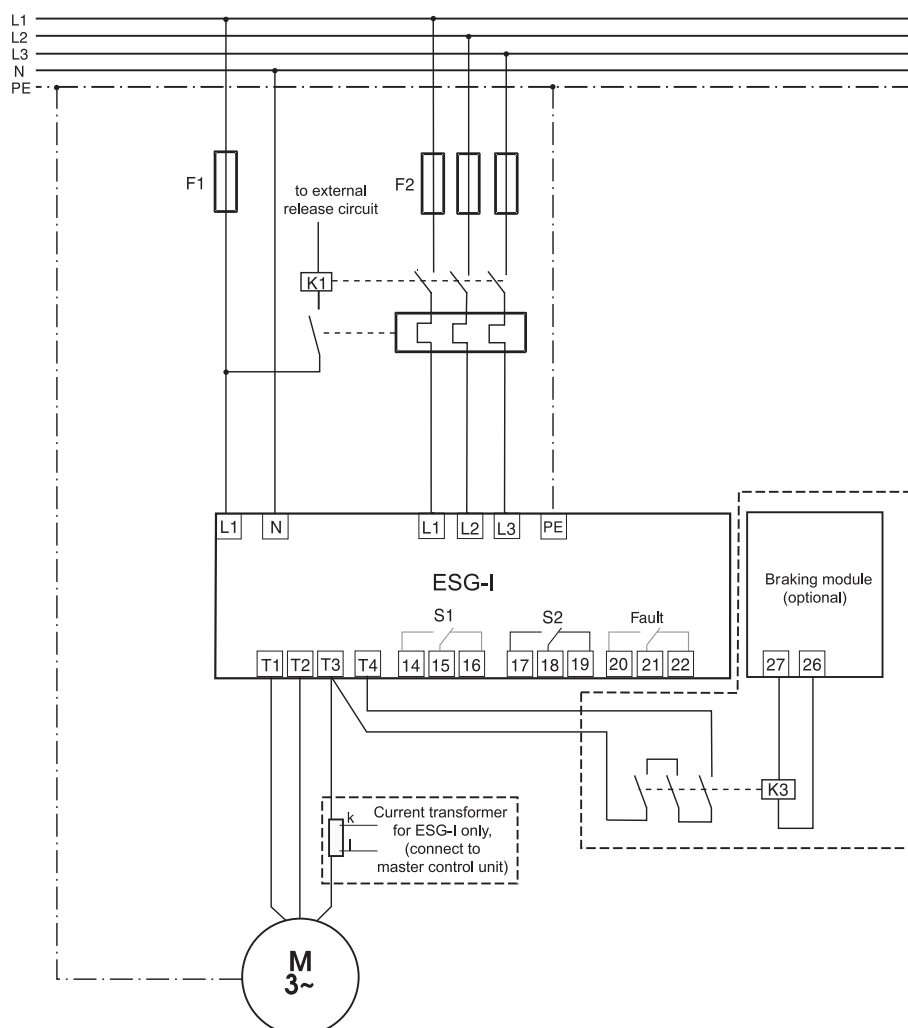 L1
L2
L3
N
PE
F1
F2
to external
release circuit
K1
L1
N
L1
L2
L3
PE
ESG-I
Braking module
(optional)
S1
S2
Fault
T1
T2
T3
T4
14
15
16
17
18
19
20
21
22
27
26
K3
k
l
Current transformer
for ESG-I only,
(connect to
master control unit)
M
3~